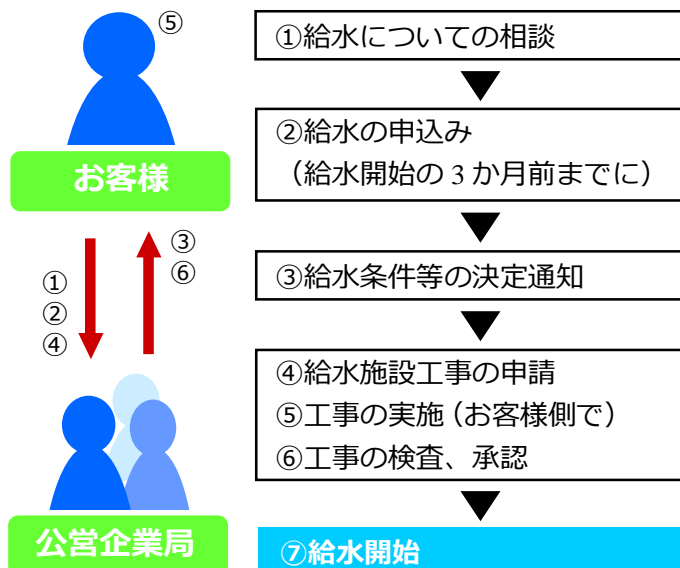 ⑤
お客様
①
②
④
③
⑥
公営企業局
①給水についての相談
②給水の申込み
（給水開始の３か月前までに）
③給水条件等の決定通知
④給水施設工事の申請
⑤工事の実施（お客様側で）
⑥工事の検査、承認
⑦給水開始